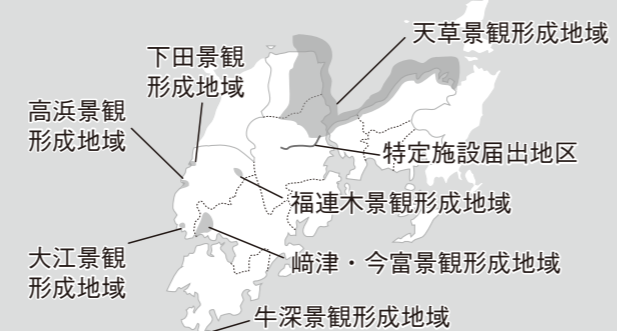 天草景観形成地域
下田景観
形成地域
高浜景観
形成地域
特定施設届出地区
福連木景観形成地域
大江景観
形成地域
﨑津・今富景観形成地域
牛深景観形成地域